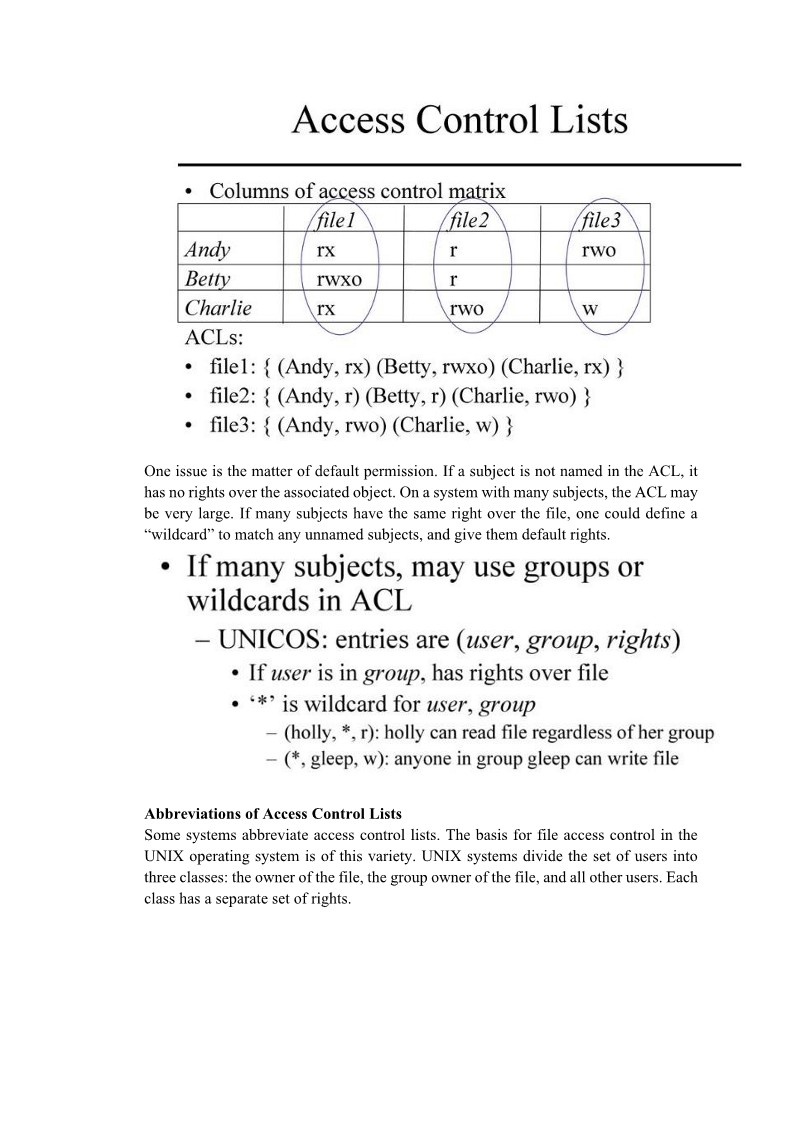 Access Control Lists
• Columns of access control matrix
file1 file2 file3
Andy rx r rwo
Betty rwxo r
Charlie rx rwo w
ACLs:
• file1: { (Andy, rx) (Betty, rwxo) (Charlie, rx) }
• file2: { (Andy, r) (Betty, r) (Charlie, rwo) }
• file3: { (Andy, rwo) (Charlie, w) }
One issue is the matter of default permission. If a subject is not named in the ACL, it
has no rights over the associated object. On a system with many subjects, the ACL may
be very large. If many subjects have the same right over the file, one could define a
“wildcard” to match any unnamed subjects, and give them default rights.
• If many subjects, may use groups or
wildcards in ACL
– UNICOS: entries are (user, group, rights)
• If user is in group, has rights over file
• ‘*’ is wildcard for user, group
– (holly, *, r): holly can read file regardless of her group
– (*, gleep, w): anyone in group gleep can write file
Abbreviations of Access Control Lists
Some systems abbreviate access control lists. The basis for file access control in the
UNIX operating system is of this variety. UNIX systems divide the set of users into
three classes: the owner of the file, the group owner of the file, and all other users. Each
class has a separate set of rights.